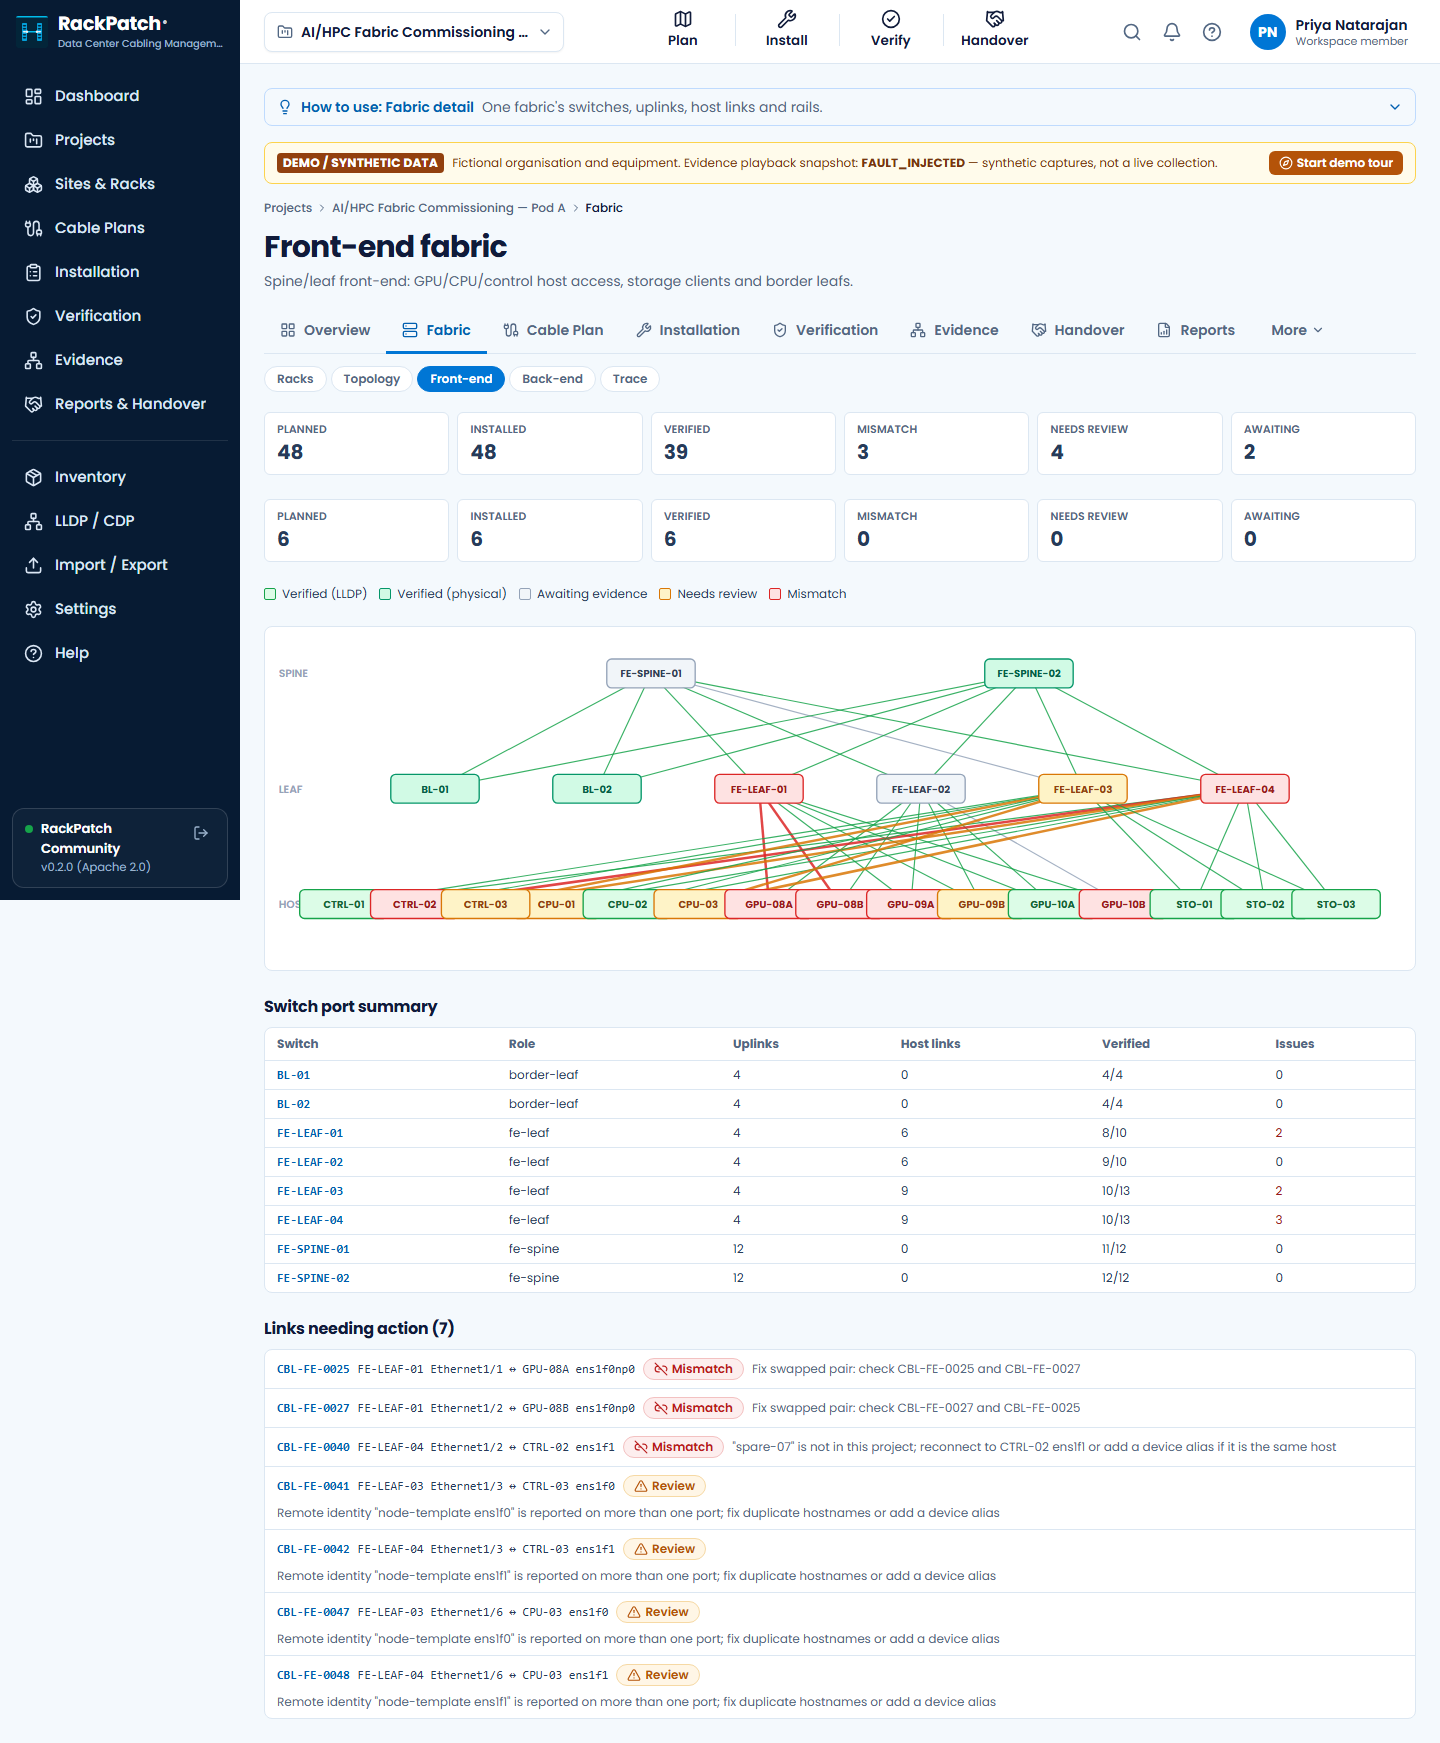 RackPatch
Data Center Cabling Managem...
AI/HPC Fabric Commissioning ...
Plan
Install
Verify
Handover
PN
Priya Natarajan
Workspace member
Dashboard
Projects
Sites & Racks
Cable Plans
Installation
Verification
Evidence
Reports & Handover
Inventory
LLDP / CDP
Import / Export
Settings
Help
RackPatch Community
v0.2.0 (Apache 2.0)
How to use: Fabric detail One fabric's switches, uplinks, host links and rails.
DEMO / SYNTHETIC DATA Fictional organisation and equipment. Evidence playback snapshot: FAULT_INJECTED — synthetic captures, not a live collection. Start demo tour
Projects > AI/HPC Fabric Commissioning — Pod A > Fabric
Front-end fabric
Spine/leaf front-end: GPU/CPU/control host access, storage clients and border leafs.
Overview Fabric Cable Plan Installation Verification Evidence Handover Reports More
Racks Topology Front-end Back-end Trace
PLANNED INSTALLED VERIFIED MISMATCH NEEDS REVIEW AWAITING
48 48 39 3 4 2
PLANNED INSTALLED VERIFIED MISMATCH NEEDS REVIEW AWAITING
6 6 6 0 0 0
Verified (LLDP) Verified (physical) Awaiting evidence Needs review Mismatch
SPINE FE-SPINE-01 FE-SPINE-02
LEAF BL-01 BL-02 FE-LEAF-01 FE-LEAF-02 FE-LEAF-03 FE-LEAF-04
HOS CTRL-01 CTRL-02 CTRL-03 CPU-01 CPU-02 CPU-03 GPU-08A GPU-08B GPU-09A GPU-09B GPU-10A GPU-10B STO-01 STO-02 STO-03
Switch port summary
Switch Role Uplinks Host links Verified Issues
BL-01 border-leaf 4 0 4/4 0
BL-02 border-leaf 4 0 4/4 0
FE-LEAF-01 fe-leaf 4 6 8/10 2
FE-LEAF-02 fe-leaf 4 6 9/10 0
FE-LEAF-03 fe-leaf 4 9 10/13 2
FE-LEAF-04 fe-leaf 4 9 10/13 3
FE-SPINE-01 fe-spine 12 0 11/12 0
FE-SPINE-02 fe-spine 12 0 12/12 0
Links needing action (7)
CBL-FE-0025 FE-LEAF-01 Ethernet1/1 ↔ GPU-08A ens1f0np0 Mismatch Fix swapped pair: check CBL-FE-0025 and CBL-FE-0027
CBL-FE-0027 FE-LEAF-01 Ethernet1/2 ↔ GPU-08B ens1f0np0 Mismatch Fix swapped pair: check CBL-FE-0027 and CBL-FE-0025
CBL-FE-0040 FE-LEAF-04 Ethernet1/2 ↔ CTRL-02 ens1f1 Mismatch "spare-07" is not in this project; reconnect to CTRL-02 ens1f1 or add a device alias if it is the same host
CBL-FE-0041 FE-LEAF-03 Ethernet1/3 ↔ CTRL-03 ens1f0 Review
Remote identity "node-template ens1f0" is reported on more than one port; fix duplicate hostnames or add a device alias
CBL-FE-0042 FE-LEAF-04 Ethernet1/3 ↔ CTRL-03 ens1f1 Review
Remote identity "node-template ens1f1" is reported on more than one port; fix duplicate hostnames or add a device alias
CBL-FE-0047 FE-LEAF-03 Ethernet1/6 ↔ CPU-03 ens1f0 Review
Remote identity "node-template ens1f0" is reported on more than one port; fix duplicate hostnames or add a device alias
CBL-FE-0048 FE-LEAF-04 Ethernet1/6 ↔ CPU-03 ens1f1 Review
Remote identity "node-template ens1f1" is reported on more than one port; fix duplicate hostnames or add a device alias